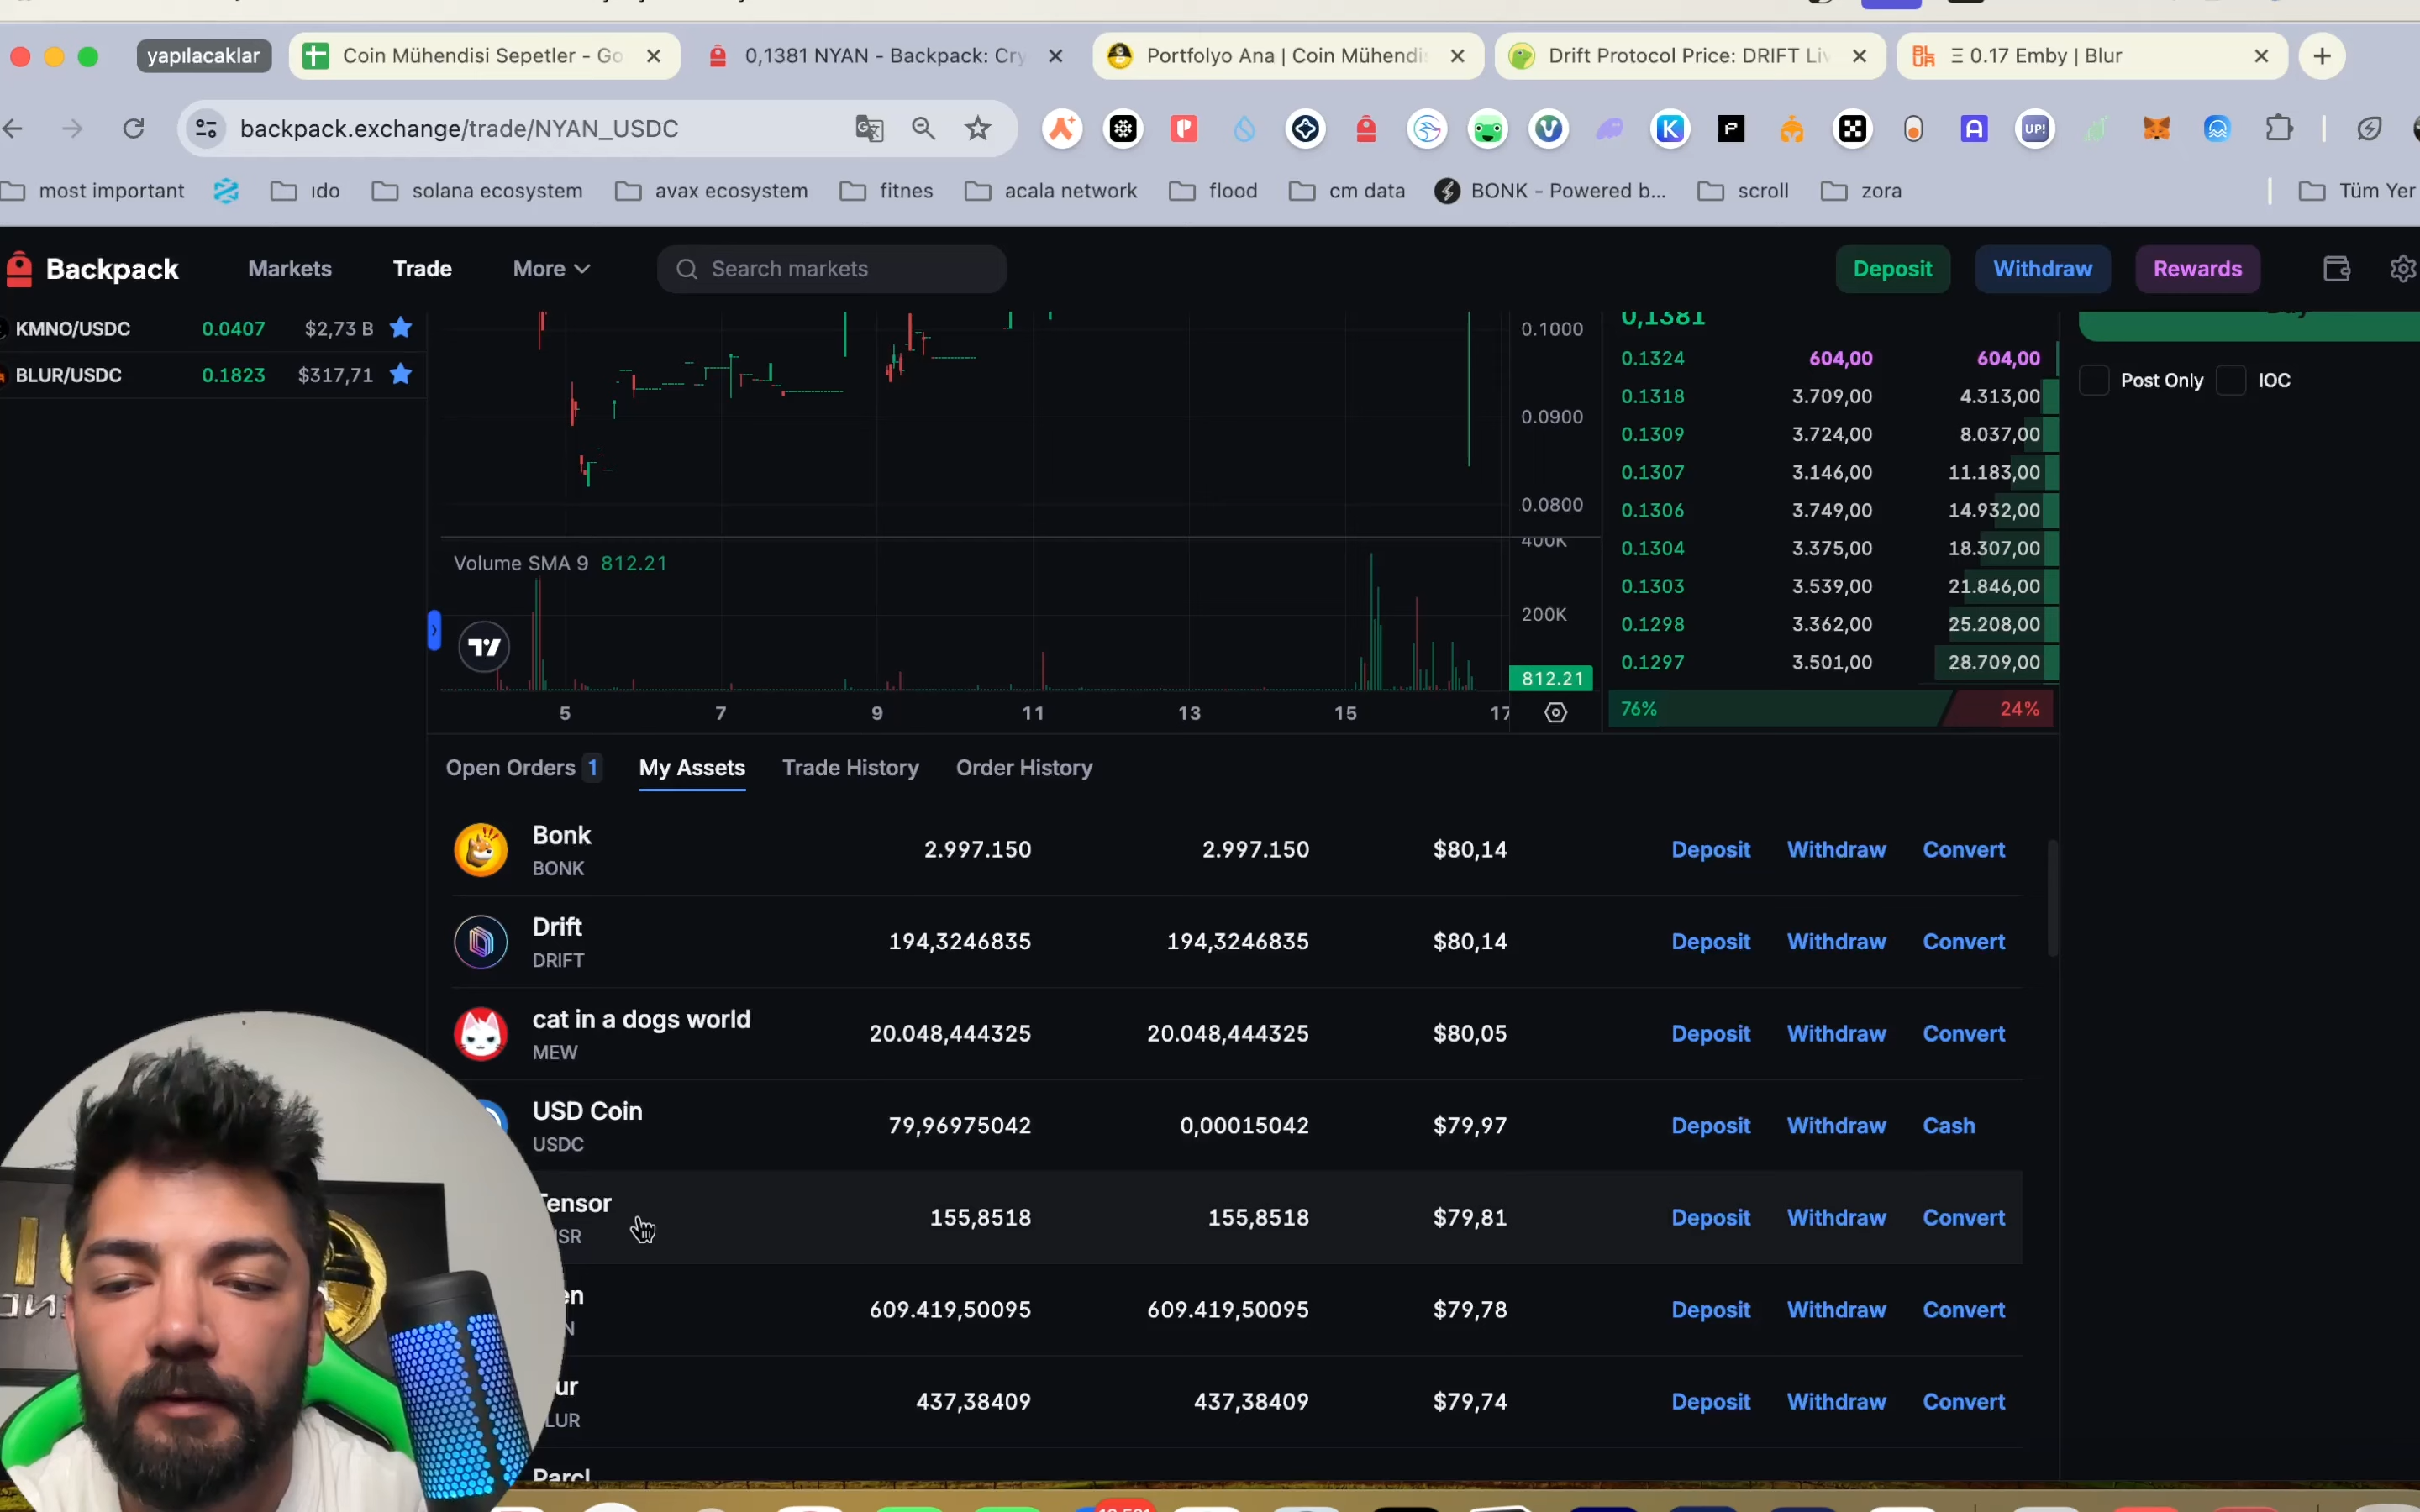 yapılacaklar
Coin Mühendisi Sepetler - Go
0,1381 NYAN - Backpack: Cry
Portfolyo Ana | Coin Mühendi
Drift Protocol Price: DRIFT Li
Ξ 0.17 Emby | Blur
backpack.exchange/trade/NYAN_USDC
UP!
most important
ıdo
solana ecosystem
avax ecosystem
fitnes
acala network
flood
cm data
BONK - Powered b...
scroll
zora
Tüm Yer
Backpack
Markets
Trade
More
Search markets
Deposit
Withdraw
Rewards
KMNO/USDC 0.0407 $2,73 B
BLUR/USDC 0.1823 $317,71
0.1000
0.0900
0.0800
400K
Volume SMA 9 812.21
200K
812.21
5 7 9 11 13 15 17
0,1381
0.1324 604,00 604,00
0.1318 3.709,00 4.313,00
0.1309 3.724,00 8.037,00
0.1307 3.146,00 11.183,00
0.1306 3.749,00 14.932,00
0.1304 3.375,00 18.307,00
0.1303 3.539,00 21.846,00
0.1298 3.362,00 25.208,00
0.1297 3.501,00 28.709,00
76% 24%
Post Only
IOC
Open Orders 1
My Assets
Trade History
Order History
Bonk
BONK
2.997.150 2.997.150 $80,14 Deposit Withdraw Convert
Drift
DRIFT
194,3246835 194,3246835 $80,14 Deposit Withdraw Convert
cat in a dogs world
MEW
20.048,444325 20.048,444325 $80,05 Deposit Withdraw Convert
USD Coin
USDC
79,96975042 0,00015042 $79,97 Deposit Withdraw Cash
Tensor
NSR
155,8518 155,8518 $79,81 Deposit Withdraw Convert
en
N
609.419,50095 609.419,50095 $79,78 Deposit Withdraw Convert
ur
LUR
437,38409 437,38409 $79,74 Deposit Withdraw Convert
Parcl